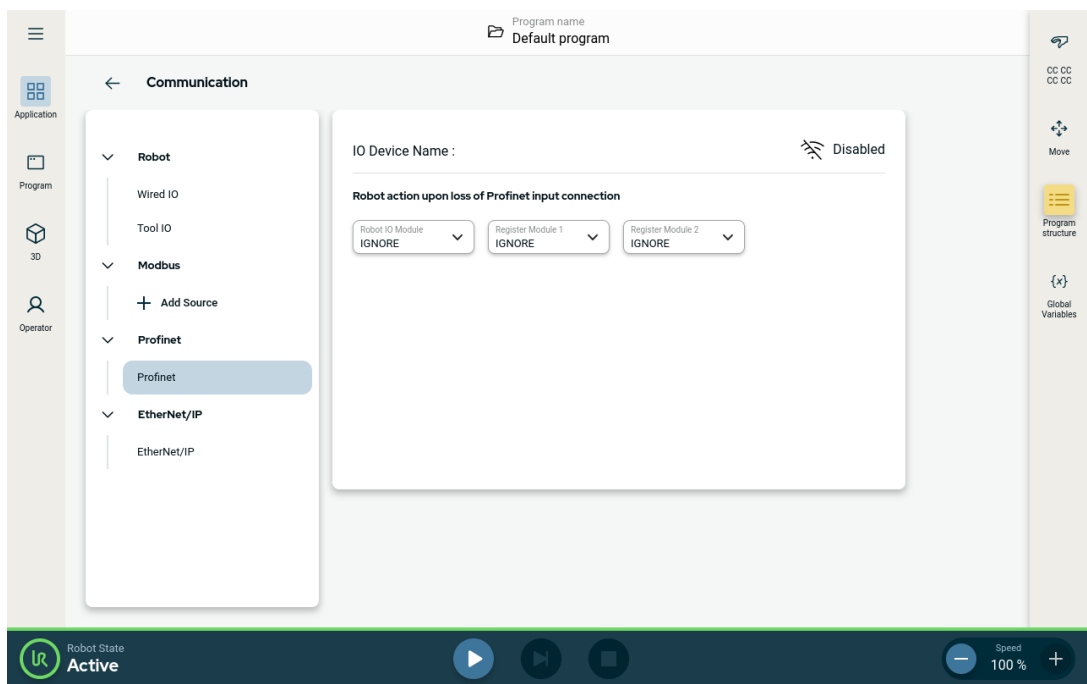 Program name
Default program
Application
Program
3D
Operator
Communication
Robot
Wired IO
Tool IO
Modbus
Add Source
Profinet
Profinet
EtherNet/IP
EtherNet/IP
IO Device Name :
Disabled
Robot action upon loss of Profinet input connection
Robot IO Module
IGNORE
Register Module 1
IGNORE
Register Module 2
IGNORE
CC CC
CC CC
Move
Program
structure
{x}
Global
Variables
UR
Robot State
Active
Speed
100 %